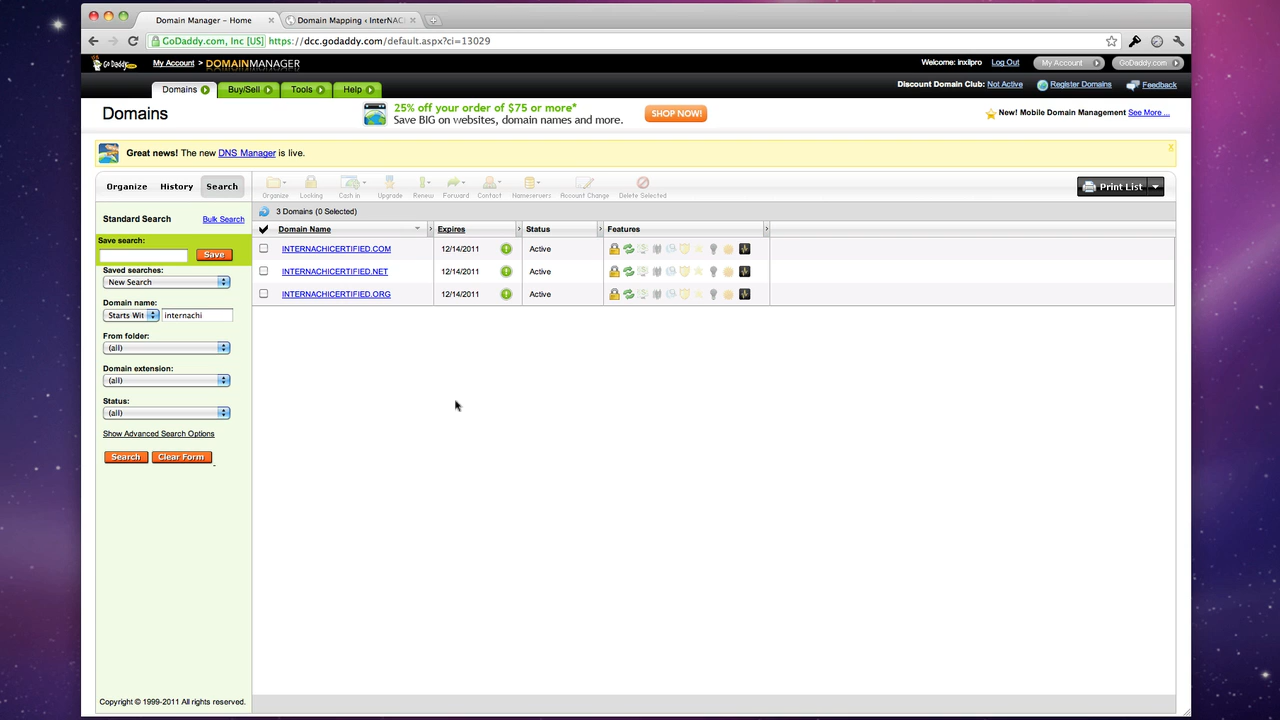 Domain Manager – Home
Domain Mapping ‹ InterNAC
GoDaddy.com, Inc [US] https://dcc.godaddy.com/default.aspx?ci=13029
Go Daddy My Account > DOMAINMANAGER
Welcome: inxilpro Log Out My Account GoDaddy.com
Domains Buy/Sell Tools Help
Discount Domain Club: Not Active Register Domains Feedback
Domains
25% off your order of $75 or more*
Save BIG on websites, domain names and more.
SHOP NOW!
New! Mobile Domain Management See More ...
Great news! The new DNS Manager is live.
X
Organize History Search
Organize Locking Cash in Upgrade Renew Forward Contact Nameservers Account Change Delete Selected
Print List
Standard Search Bulk Search
3 Domains (0 Selected)
Domain Name Expires Status Features
INTERNACHICERTIFIED.COM 12/14/2011 Active
INTERNACHICERTIFIED.NET 12/14/2011 Active
INTERNACHICERTIFIED.ORG 12/14/2011 Active
Save search:
Save
Saved searches:
New Search
Domain name:
Starts Wit internachi
From folder:
(all)
Domain extension:
(all)
Status:
(all)
Show Advanced Search Options
Search Clear Form
Copyright © 1999-2011 All rights reserved.